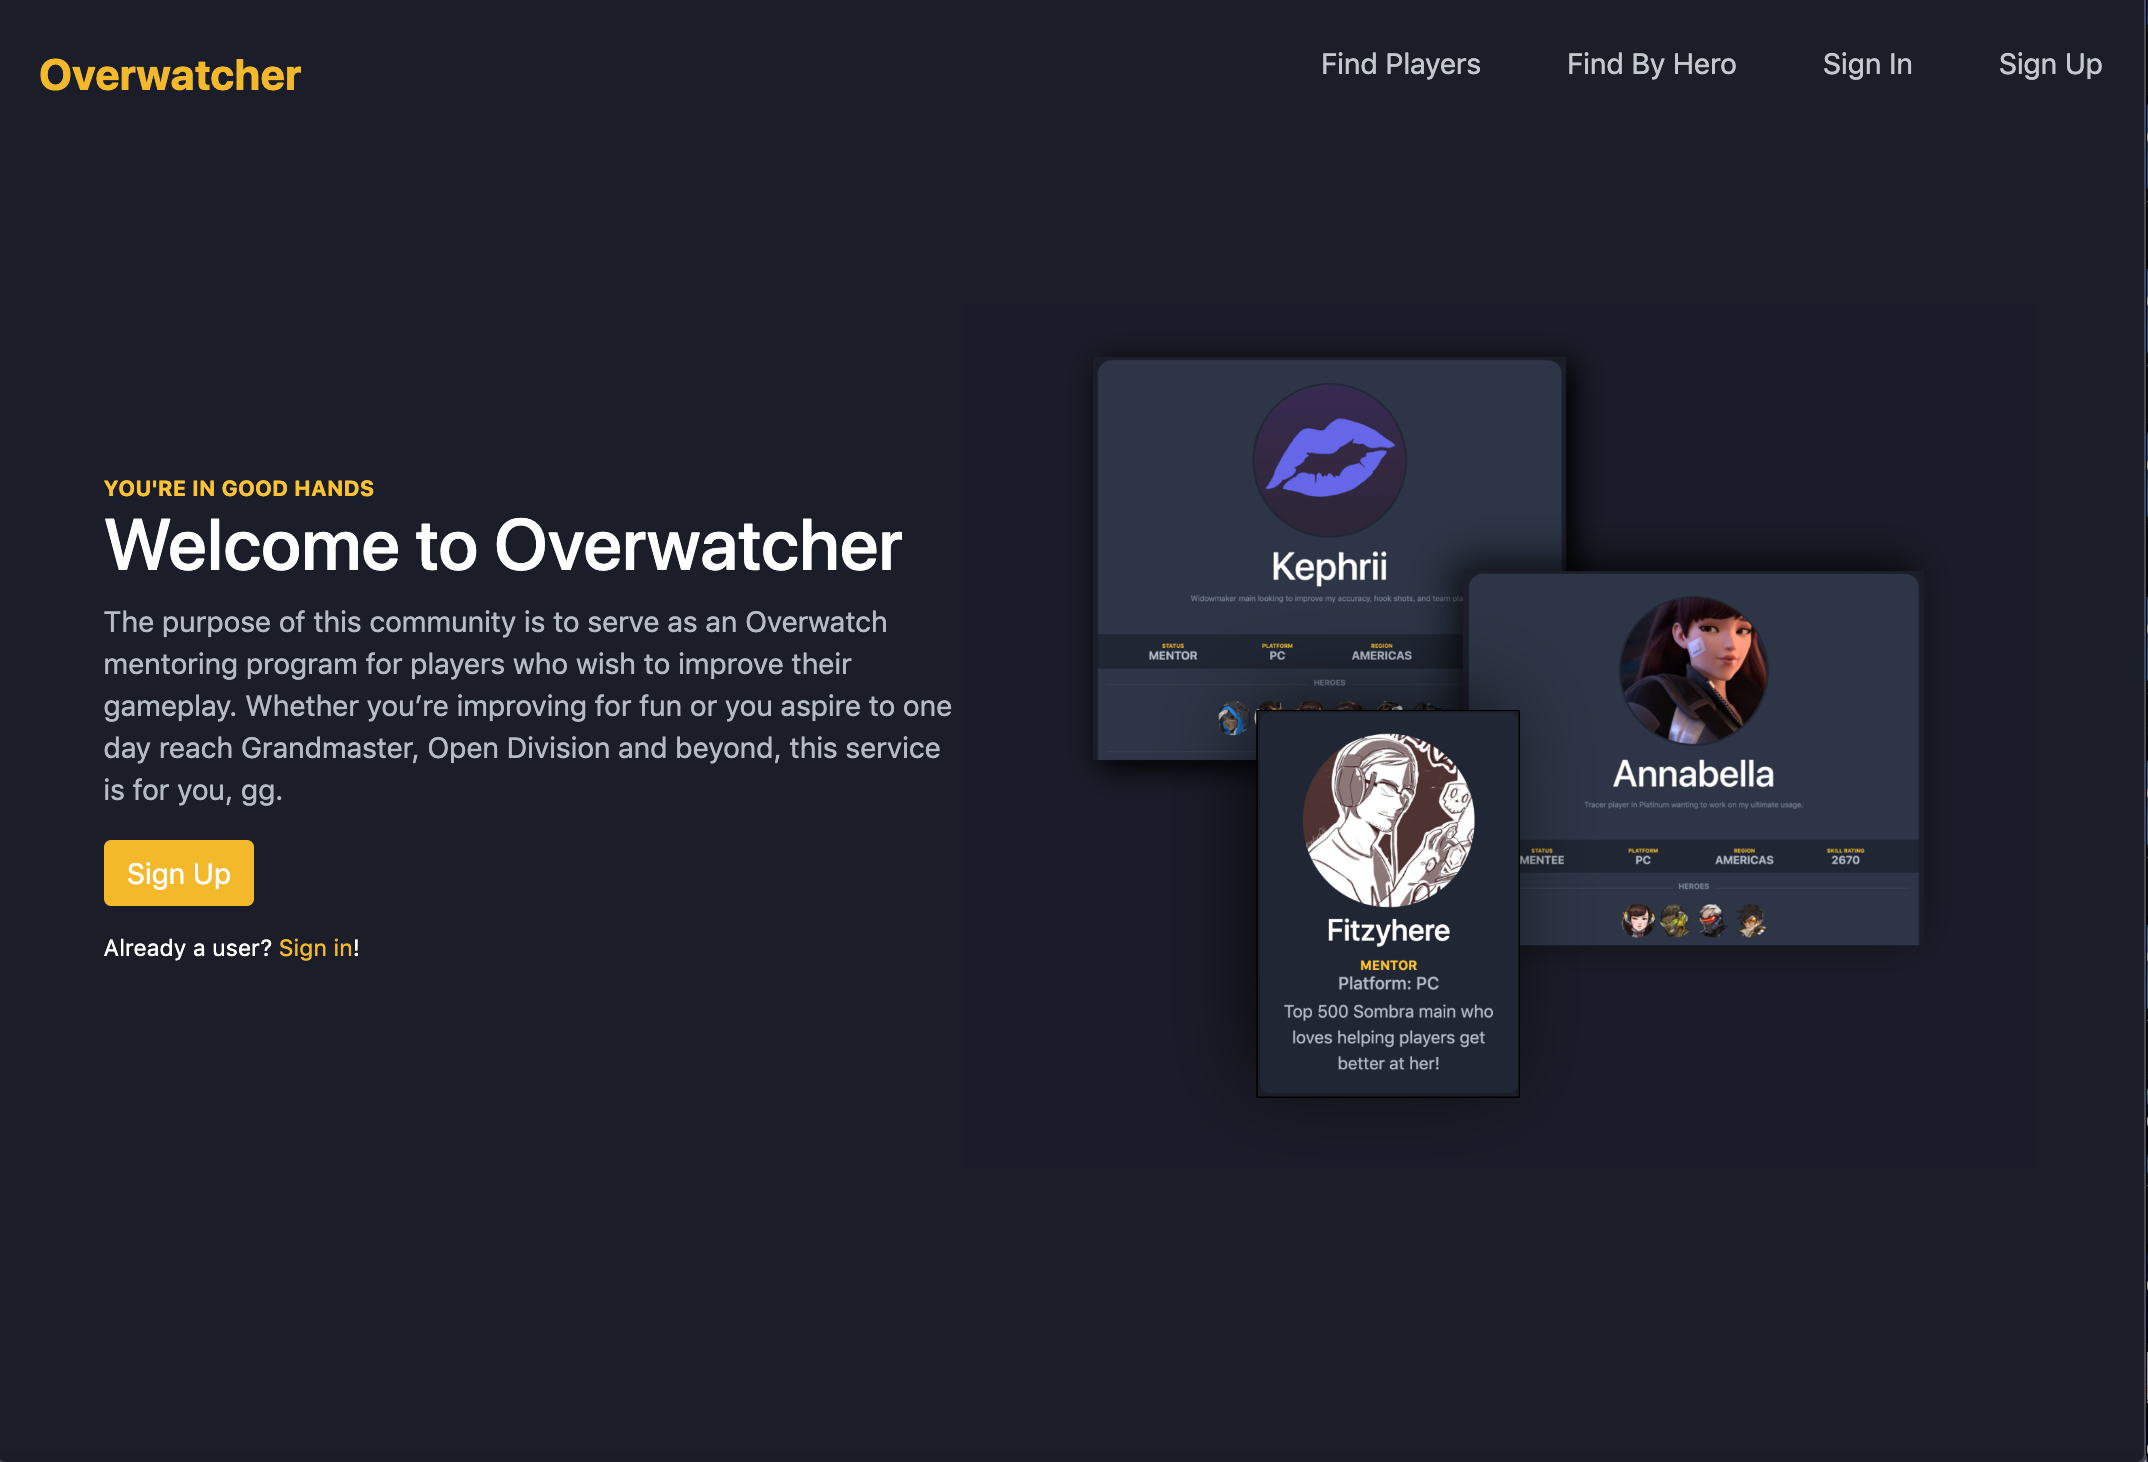 Overwatcher
Find Players
Find By Hero
Sign In
Sign Up
YOU'RE IN GOOD HANDS
Welcome to Overwatcher
The purpose of this community is to serve as an Overwatch
mentoring program for players who wish to improve their
gameplay. Whether you’re improving for fun or you aspire to one
day reach Grandmaster, Open Division and beyond, this service
is for you, gg.
Sign Up
Already a user? Sign in!
Kephrii
Widowmaker main looking to improve my accuracy, hook shots, and team pla
STATUS PLATFORM REGION
MENTOR PC AMERICAS
HEROES
Annabella
Tracer player in Platinum wanting to work on my ultimate usage.
STATUS PLATFORM REGION SKILL RATING
MENTEE PC AMERICAS 2670
HEROES
Fitzyhere
MENTOR
Platform: PC
Top 500 Sombra main who
loves helping players get
better at her!